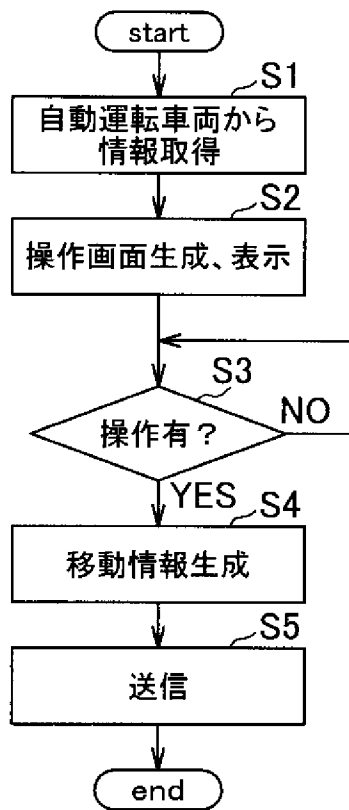 start
S1
自動運転車両から
情報取得
S2
操作画面生成、表示
S3
操作有？
NO
YES
S4
移動情報生成
S5
送信
end